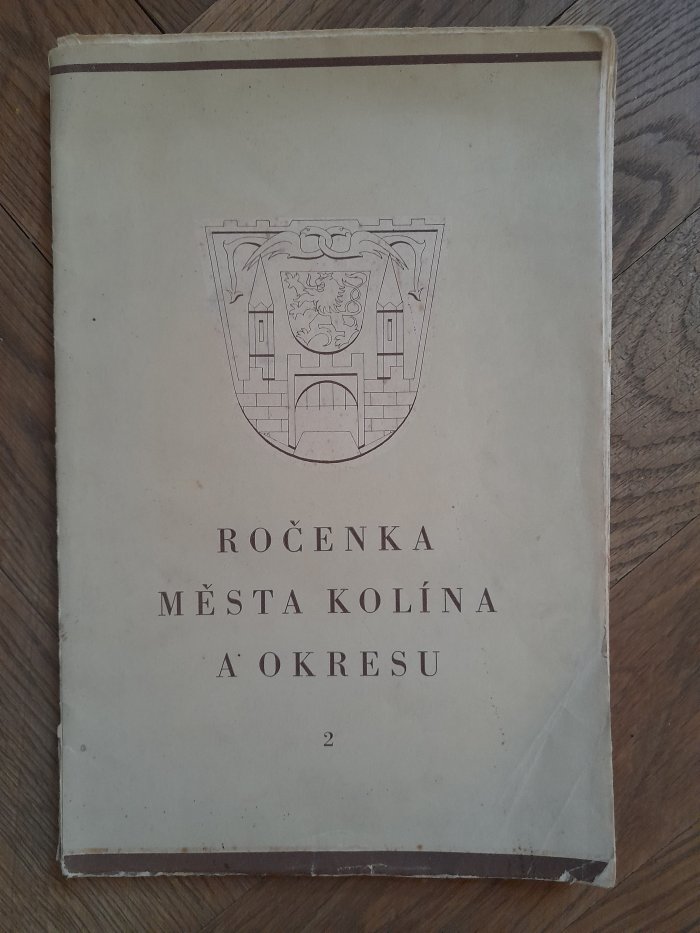 ROČENKA
MĚSTA KOLÍNA
A OKRESU
2